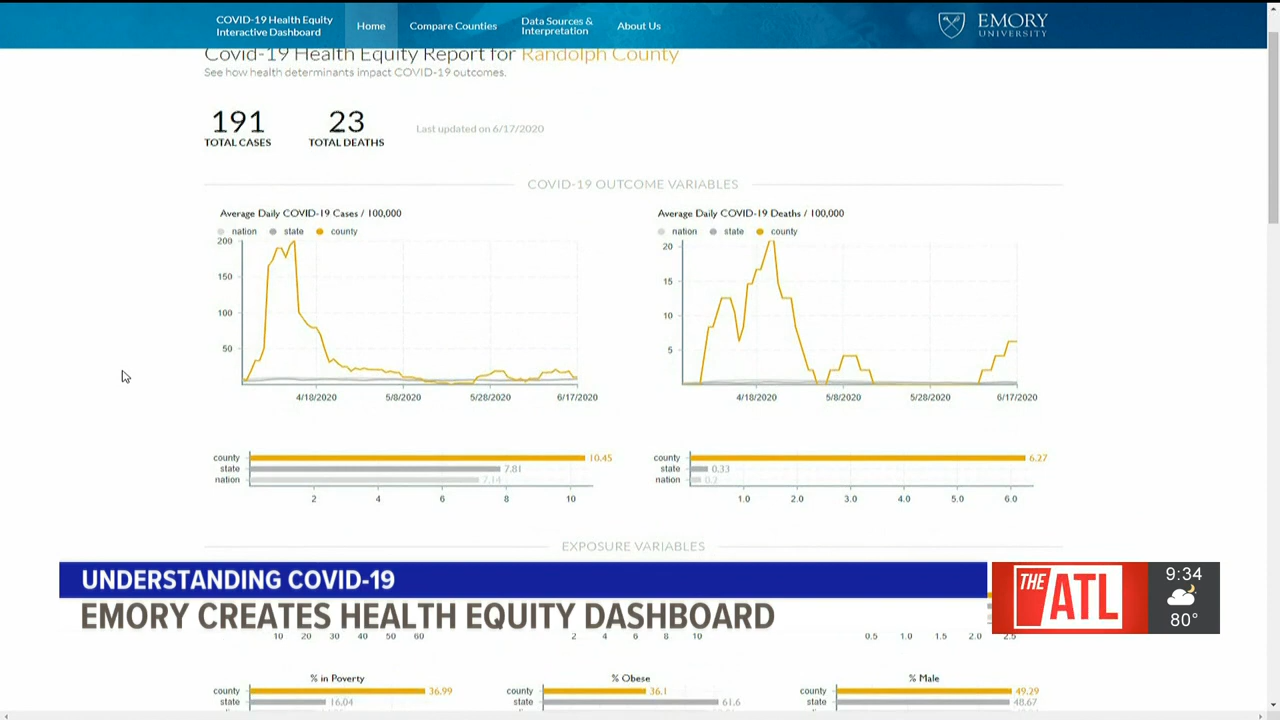 COVID-19 Health Equity
Interactive Dashboard
Home
Compare Counties
Data Sources &
Interpretation
About Us
EMORY
UNIVERSITY
Covid-19 Health Equity Report for Randolph County
See how health determinants impact COVID-19 outcomes.
191
TOTAL CASES
23
TOTAL DEATHS
Last updated on 6/17/2020
COVID-19 OUTCOME VARIABLES
Average Daily COVID-19 Cases / 100,000
nation state county
200
150
100
50
4/18/2020 5/8/2020 5/28/2020 6/17/2020
Average Daily COVID-19 Deaths / 100,000
nation state county
20
15
10
5
4/18/2020 5/8/2020 5/28/2020 6/17/2020
county 10.45
state 7.81
nation 7.14
2 4 6 8 10
county 6.27
state 0.33
nation 0.2
1.0 2.0 3.0 4.0 5.0 6.0
EXPOSURE VARIABLES
UNDERSTANDING COVID-19
EMORY CREATES HEALTH EQUITY DASHBOARD
THE ATL
9:34
80°
10 20 30 40 50 60
2 4 6 8 10
0.5 1.0 1.5 2.0 2.5
% in Poverty
county 36.99
state 16.04
% Obese
county 36.1
state 61.6
% Male
county 49.29
state 48.67